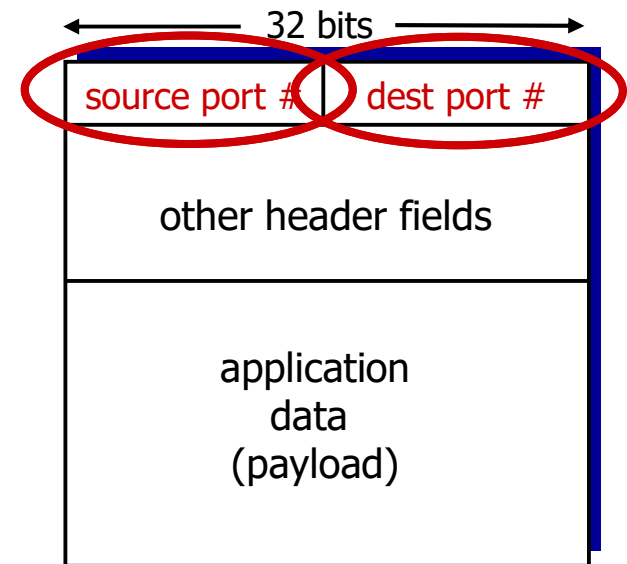 32 bits
source port # dest port #
other header fields
application
data
(payload)